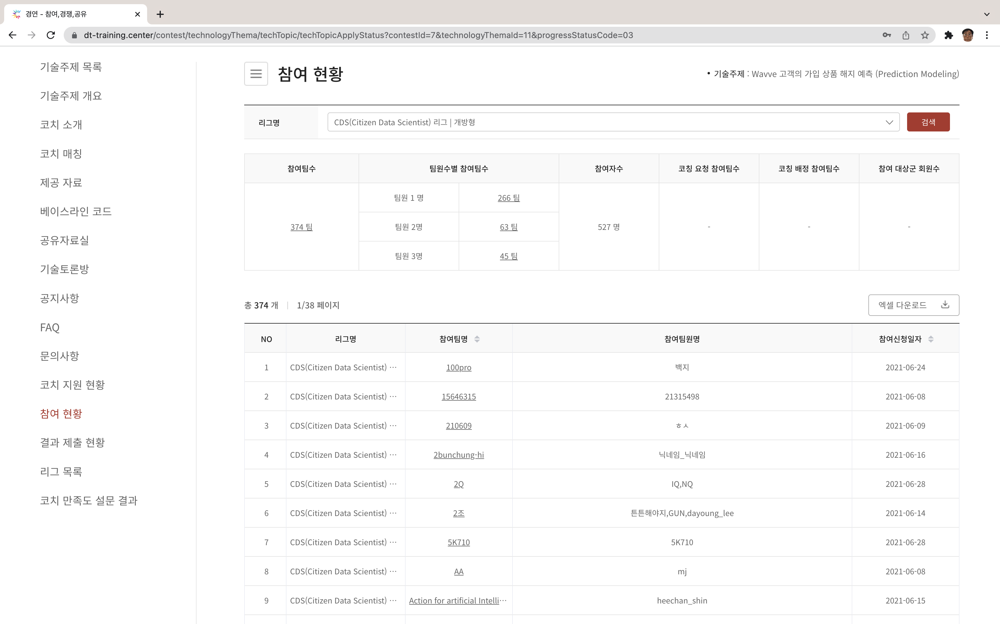 경연 - 참여,경쟁,공유
dt-training.center/contest/technologyThema/techTopic/techTopicApplyStatus?contestId=7&technologyThemaId=11&progressStatusCode=03
기술주제 목록
기술주제 개요
코치 소개
코치 매칭
제공 자료
베이스라인 코드
공유자료실
기술토론방
공지사항
FAQ
문의사항
코치 지원 현황
참여 현황
결과 제출 현황
리그 목록
코치 만족도 설문 결과
참여 현황
• 기술주제 : Wavve 고객의 가입 상품 해지 예측 (Prediction Modeling)
리그명 CDS(Citizen Data Scientist) 리그 | 개방형 검색
참여팀수 팀원수별 참여팀수 참여자수 코칭 요청 참여팀수 코칭 배정 참여팀수 참여 대상군 회원수
팀원 1 명 266 팀
374 팀 팀원 2명 63 팀 527 명 - - -
팀원 3명 45 팀
총 374 개 | 1/38 페이지 엑셀 다운로드
NO 리그명 참여팀명 참여팀원명 참여신청일자
1 CDS(Citizen Data Scientist) ··· 100pro 백지 2021-06-24
2 CDS(Citizen Data Scientist) ··· 15646315 21315498 2021-06-08
3 CDS(Citizen Data Scientist) ··· 210609 ㅎㅅ 2021-06-09
4 CDS(Citizen Data Scientist) ··· 2bunchung-hi 닉네임_닉네임 2021-06-16
5 CDS(Citizen Data Scientist) ··· 2Q IQ,NQ 2021-06-28
6 CDS(Citizen Data Scientist) ··· 2조 튼튼해야지,GUN,dayoung_lee 2021-06-14
7 CDS(Citizen Data Scientist) ··· 5K710 5K710 2021-06-28
8 CDS(Citizen Data Scientist) ··· AA mj 2021-06-08
9 CDS(Citizen Data Scientist) ··· Action for artificial Intelli··· heechan_shin 2021-06-15